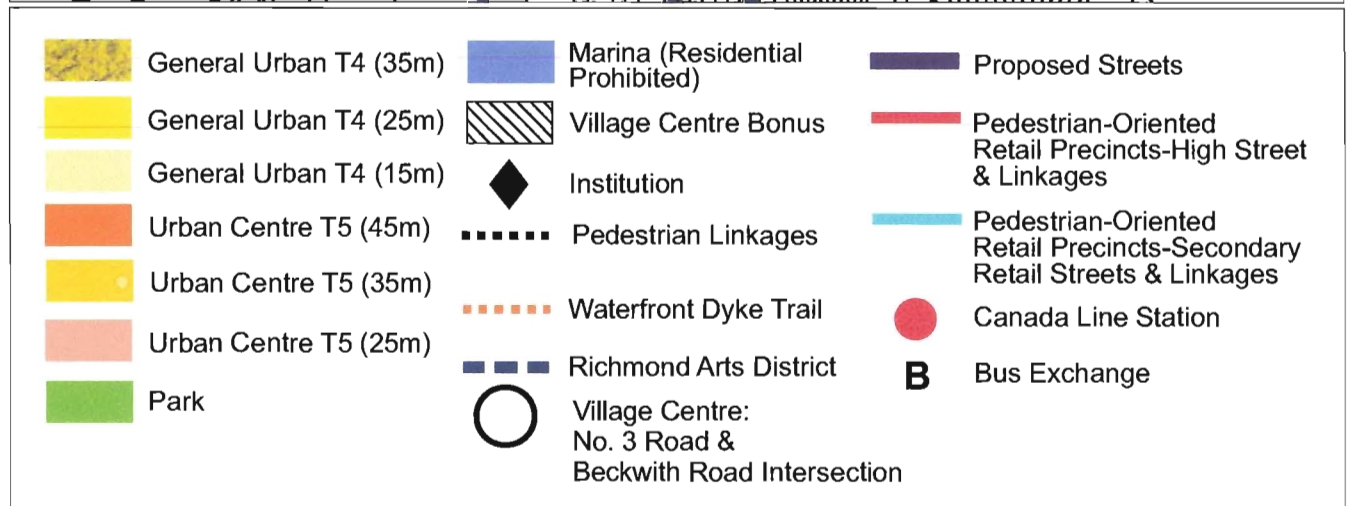 General Urban T4 (35m)
General Urban T4 (25m)
General Urban T4 (15m)
Urban Centre T5 (45m)
Urban Centre T5 (35m)
Urban Centre T5 (25m)
Park
Marina (Residential
Prohibited)
Village Centre Bonus
Institution
Pedestrian Linkages
Waterfront Dyke Trail
Richmond Arts District
Village Centre:
No. 3 Road &
Beckwith Road Intersection
Proposed Streets
Pedestrian-Oriented
Retail Precincts-High Street
& Linkages
Pedestrian-Oriented
Retail Precincts-Secondary
Retail Streets & Linkages
Canada Line Station
B Bus Exchange